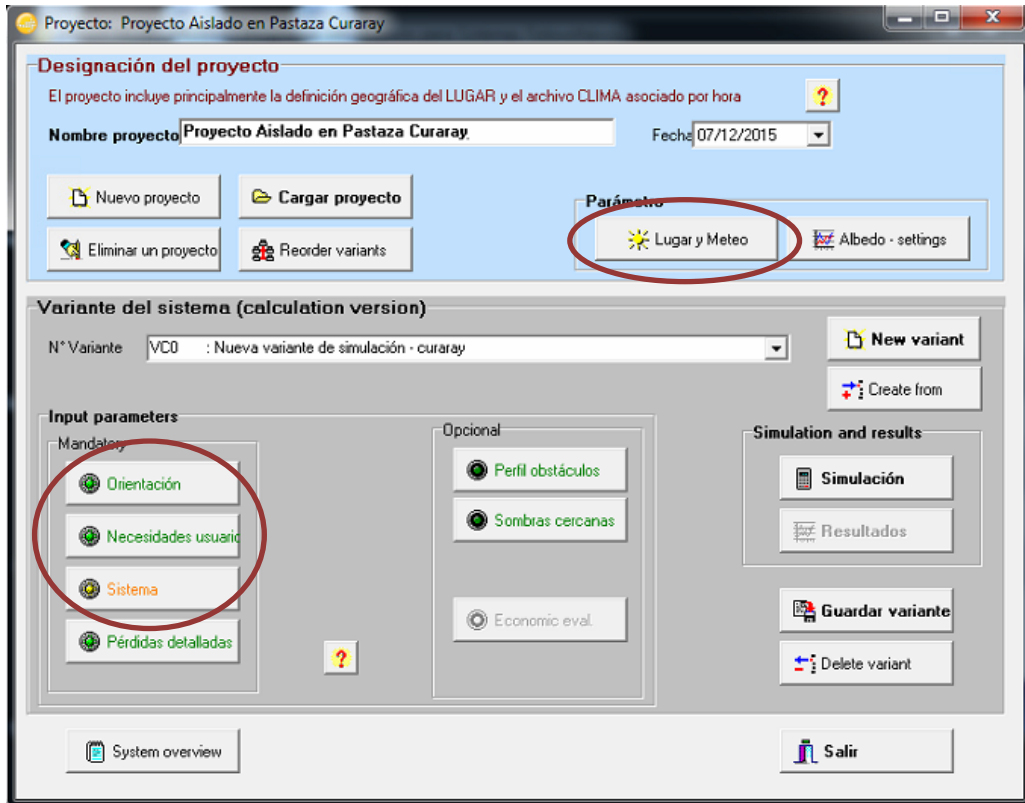 Proyecto: Proyecto Aislado en Pastaza Curaray
Designación del proyecto
El proyecto incluye principalmente la definición geográfica del LUGAR y el archivo CLIMA asociado por hora
?
Nombre proyecto Proyecto Aislado en Pastaza Curaray.
Fecha 07/12/2015
Nuevo proyecto
Cargar proyecto
Eliminar un proyecto
Reorder variants
Parámetro
Lugar y Meteo
Albedo - settings
Variante del sistema (calculation version)
N° Variante VC0 : Nueva variante de simulación - curaray
New variant
Create from
Input parameters
Mandatory
Orientación
Necesidades usuario
Sistema
Pérdidas detalladas
?
Opcional
Perfil obstáculos
Sombras cercanas
Economic eval.
Simulation and results
Simulación
Resultados
Guardar variante
Delete variant
System overview
Salir